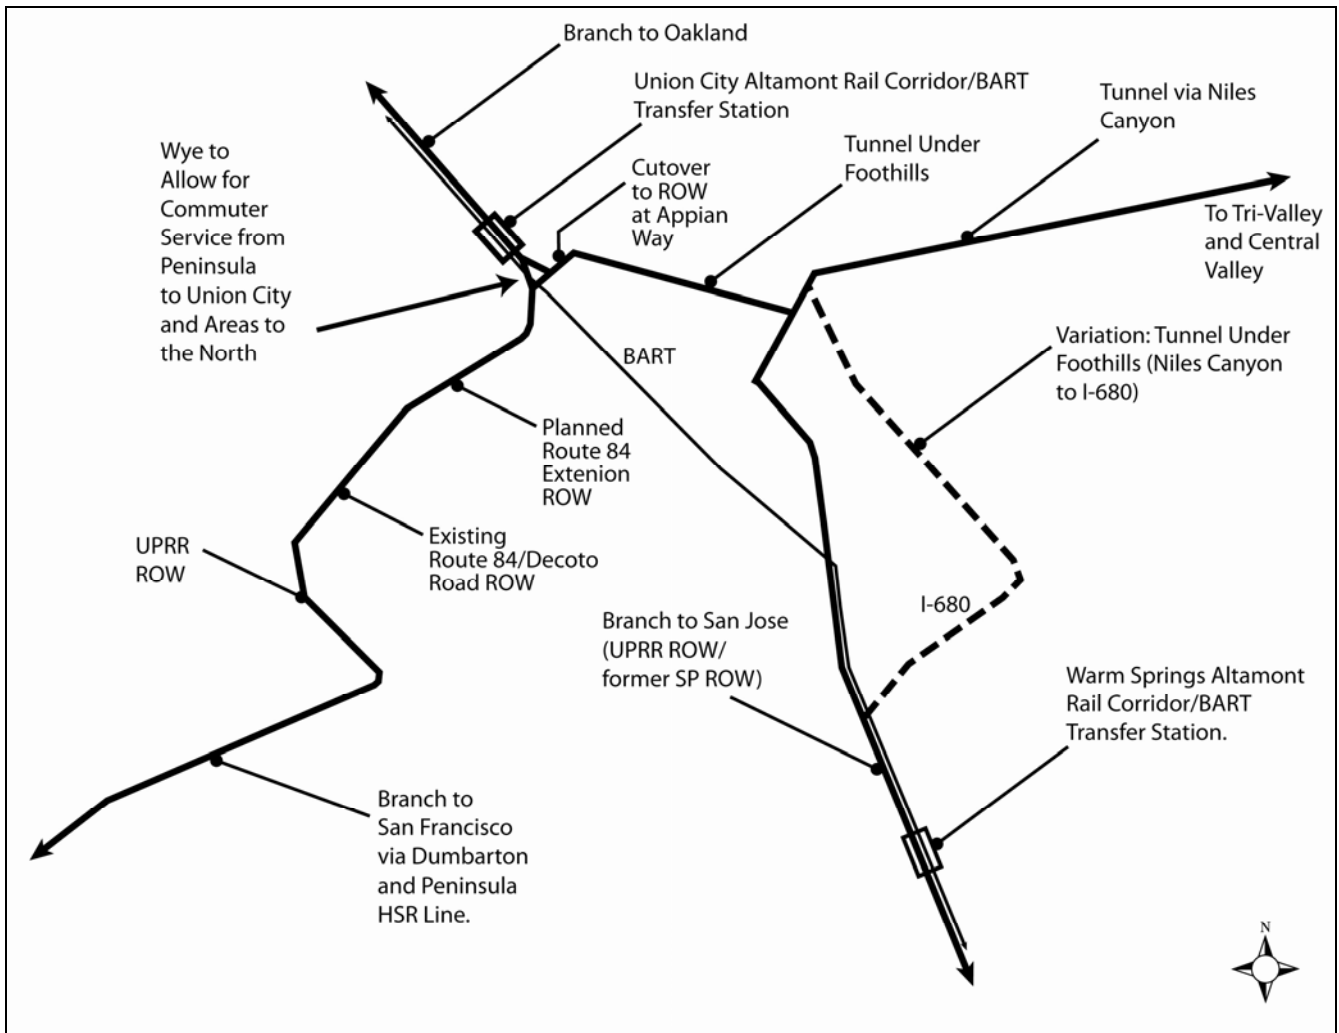 Branch to Oakland
Union City Altamont Rail Corridor/BART
Transfer Station
Tunnel via Niles
Canyon
Tunnel Under
Foothills
Wye to
Allow for
Commuter
Service from
Peninsula
to Union City
and Areas to
the North
Cutover
to ROW
at Appian
Way
To Tri-Valley
and Central
Valley
BART
Variation: Tunnel Under
Foothills (Niles Canyon
to I-680)
Planned
Route 84
Extenion
ROW
UPRR
ROW
Existing
Route 84/Decoto
Road ROW
I-680
Branch to San Jose
(UPRR ROW/
former SP ROW)
Warm Springs Altamont
Rail Corridor/BART
Transfer Station.
Branch to
San Francisco
via Dumbarton
and Peninsula
HSR Line.
N